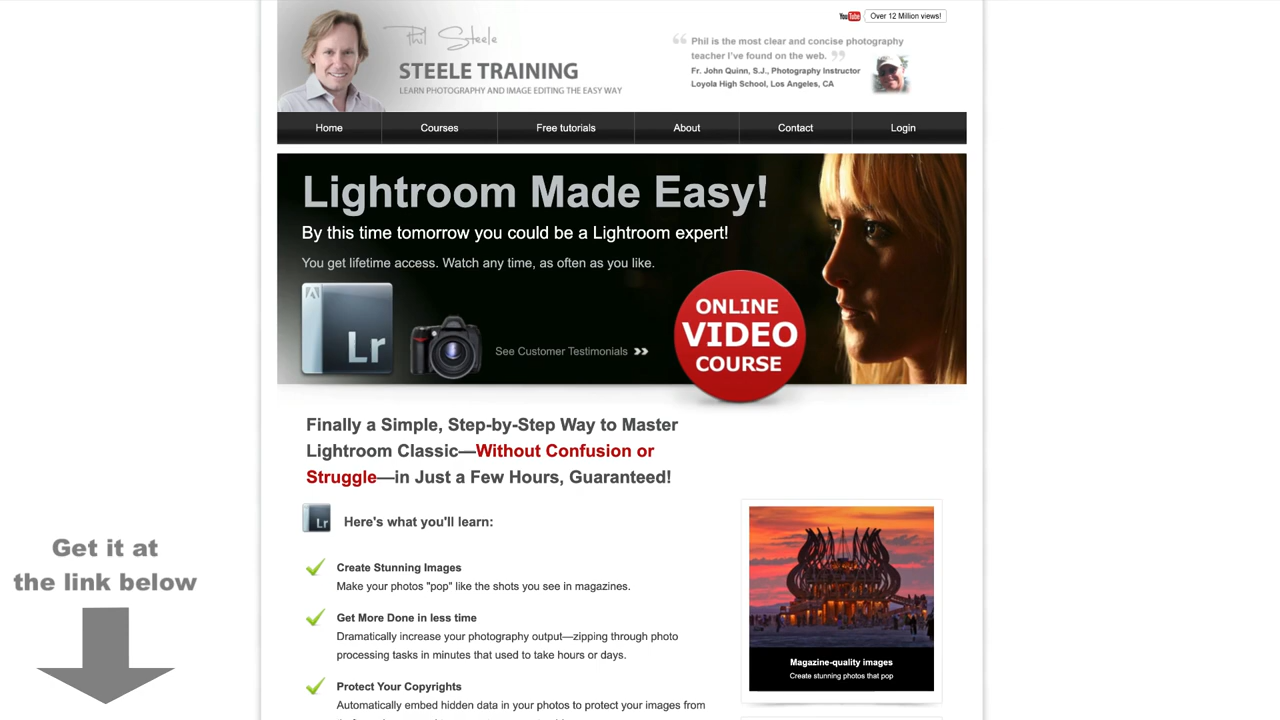 Phil Steele
STEELE TRAINING
LEARN PHOTOGRAPHY AND IMAGE EDITING THE EASY WAY
YouTube
Over 12 Million views!
Phil is the most clear and concise photography
teacher I've found on the web.
Fr. John Quinn, S.J., Photography Instructor
Loyola High School, Los Angeles, CA
Home Courses Free tutorials About Contact Login
Lightroom Made Easy!
By this time tomorrow you could be a Lightroom expert!
You get lifetime access. Watch any time, as often as you like.
Lr
See Customer Testimonials
ONLINE
VIDEO
COURSE
Finally a Simple, Step-by-Step Way to Master
Lightroom Classic—Without Confusion or
Struggle—in Just a Few Hours, Guaranteed!
Lr
Here's what you'll learn:
Create Stunning Images
Make your photos "pop" like the shots you see in magazines.
Get More Done in less time
Dramatically increase your photography output—zipping through photo
processing tasks in minutes that used to take hours or days.
Protect Your Copyrights
Automatically embed hidden data in your photos to protect your images from
Magazine-quality images
Create stunning photos that pop
Get it at
the link below